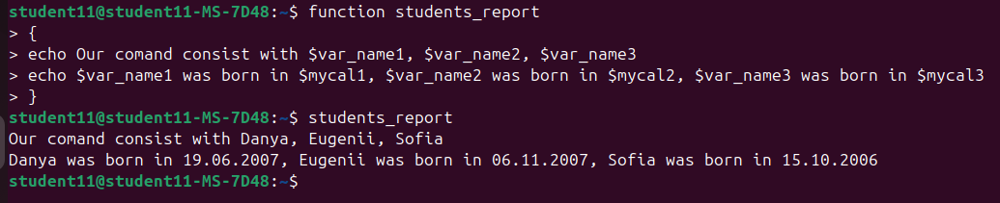 student11@student11-MS-7D48:~$ function students_report
> {
> echo Our comand consist with $var_name1, $var_name2, $var_name3
> echo $var_name1 was born in $mycal1, $var_name2 was born in $mycal2, $var_name3 was born in $mycal3
> }
student11@student11-MS-7D48:~$ students_report
Our comand consist with Danya, Eugenii, Sofia
Danya was born in 19.06.2007, Eugenii was born in 06.11.2007, Sofia was born in 15.10.2006
student11@student11-MS-7D48:~$